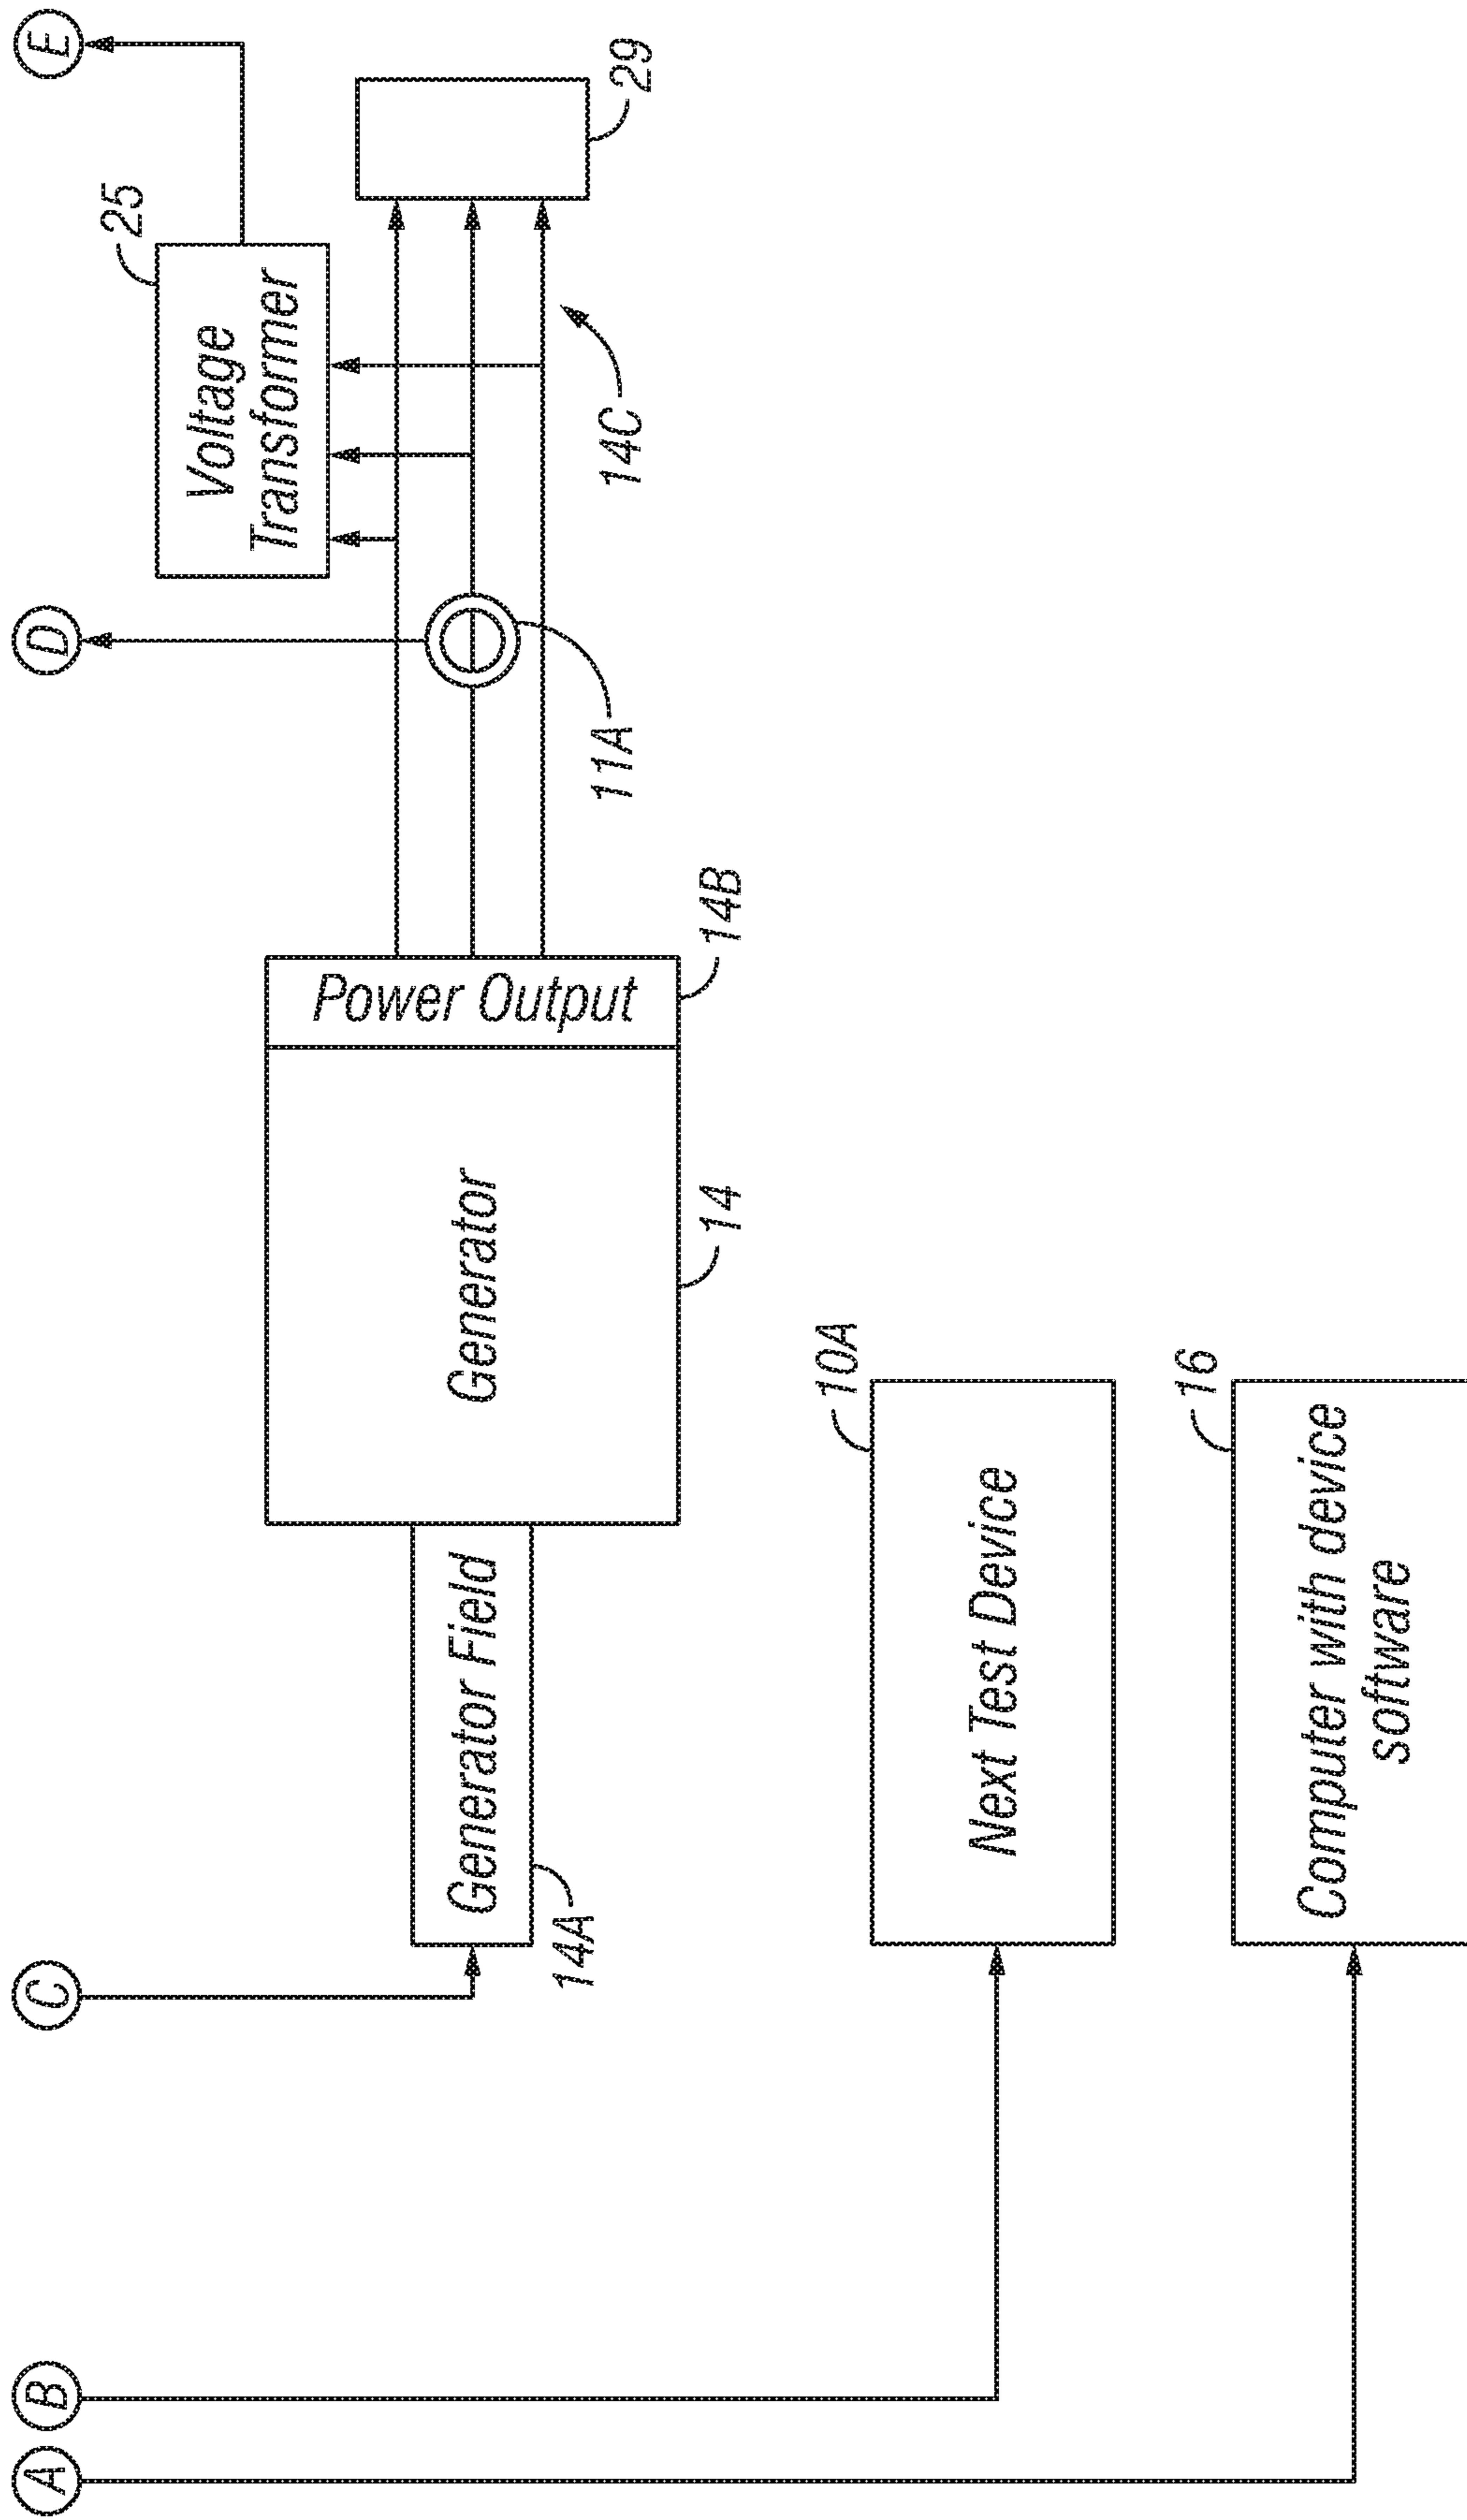 A
B
C
D
E
25
Voltage
Transformer
Generator Field
Generator
Power Output
14A
11A
14C
29
14
14B
10A
Next Test Device
16
Computer with device
software